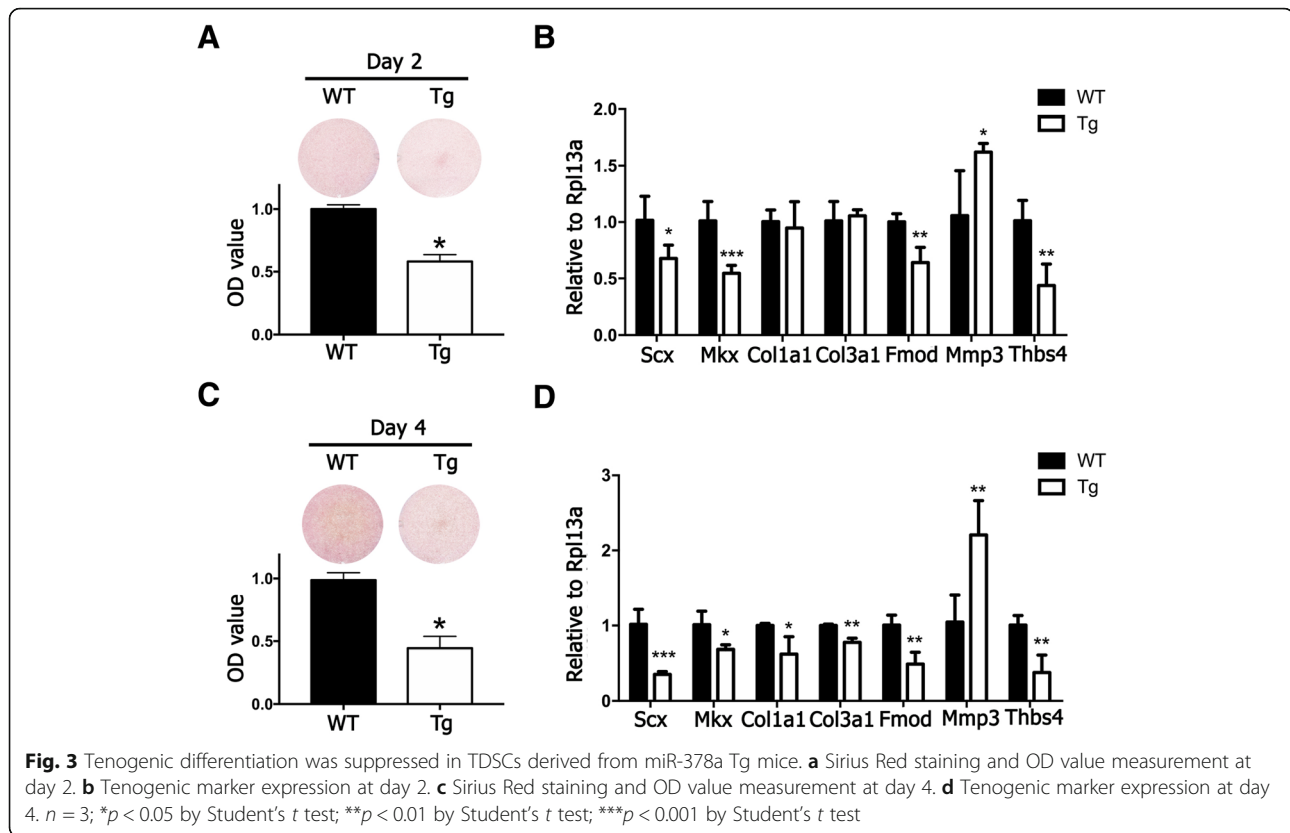 A
Day 2
WT Tg
OD value
1.0
0.5
0.0
WT Tg
B
WT
Tg
Relative to Rpl13a
2.0
1.5
1.0
0.5
0.0
* *** ** * **
Scx Mkx Col1a1 Col3a1 Fmod Mmp3 Thbs4
C
Day 4
WT Tg
OD value
1.0
0.5
0.0
*
WT Tg
D
WT
Tg
Relative to Rpl13a
3
2
1
0
*** * * ** ** ** **
Scx Mkx Col1a1 Col3a1 Fmod Mmp3 Thbs4
Fig. 3 Tenogenic differentiation was suppressed in TDSCs derived from miR-378a Tg mice. a Sirius Red staining and OD value measurement at
day 2. b Tenogenic marker expression at day 2. c Sirius Red staining and OD value measurement at day 4. d Tenogenic marker expression at day
4. n = 3; *p < 0.05 by Student's t test; **p < 0.01 by Student's t test; ***p < 0.001 by Student's t test